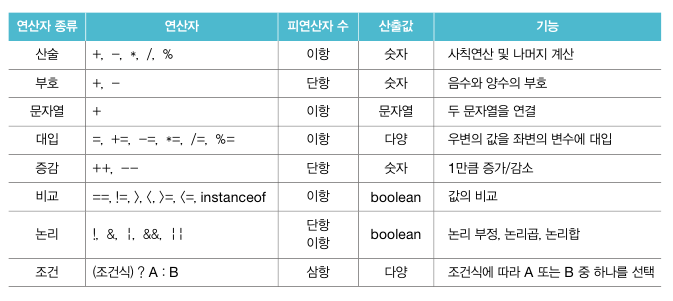 연산자 종류 연산자 피연산자 수 산출값 기능
산술 +, -, *, /, % 이항 숫자 사칙연산 및 나머지 계산
부호 +, - 단항 숫자 음수와 양수의 부호
문자열 + 이항 문자열 두 문자열을 연결
대입 =, +=, -=, *=, /=, %= 이항 다양 우변의 값을 좌변의 변수에 대입
증감 ++, -- 단항 숫자 1만큼 증가/감소
비교 ==, !=, >, <, >=, <=, instanceof 이항 boolean 값의 비교
논리 !, &, |, &&, || 단항 이항 boolean 논리 부정, 논리곱, 논리합
조건 (조건식) ? A : B 삼항 다양 조건식에 따라 A 또는 B 중 하나를 선택